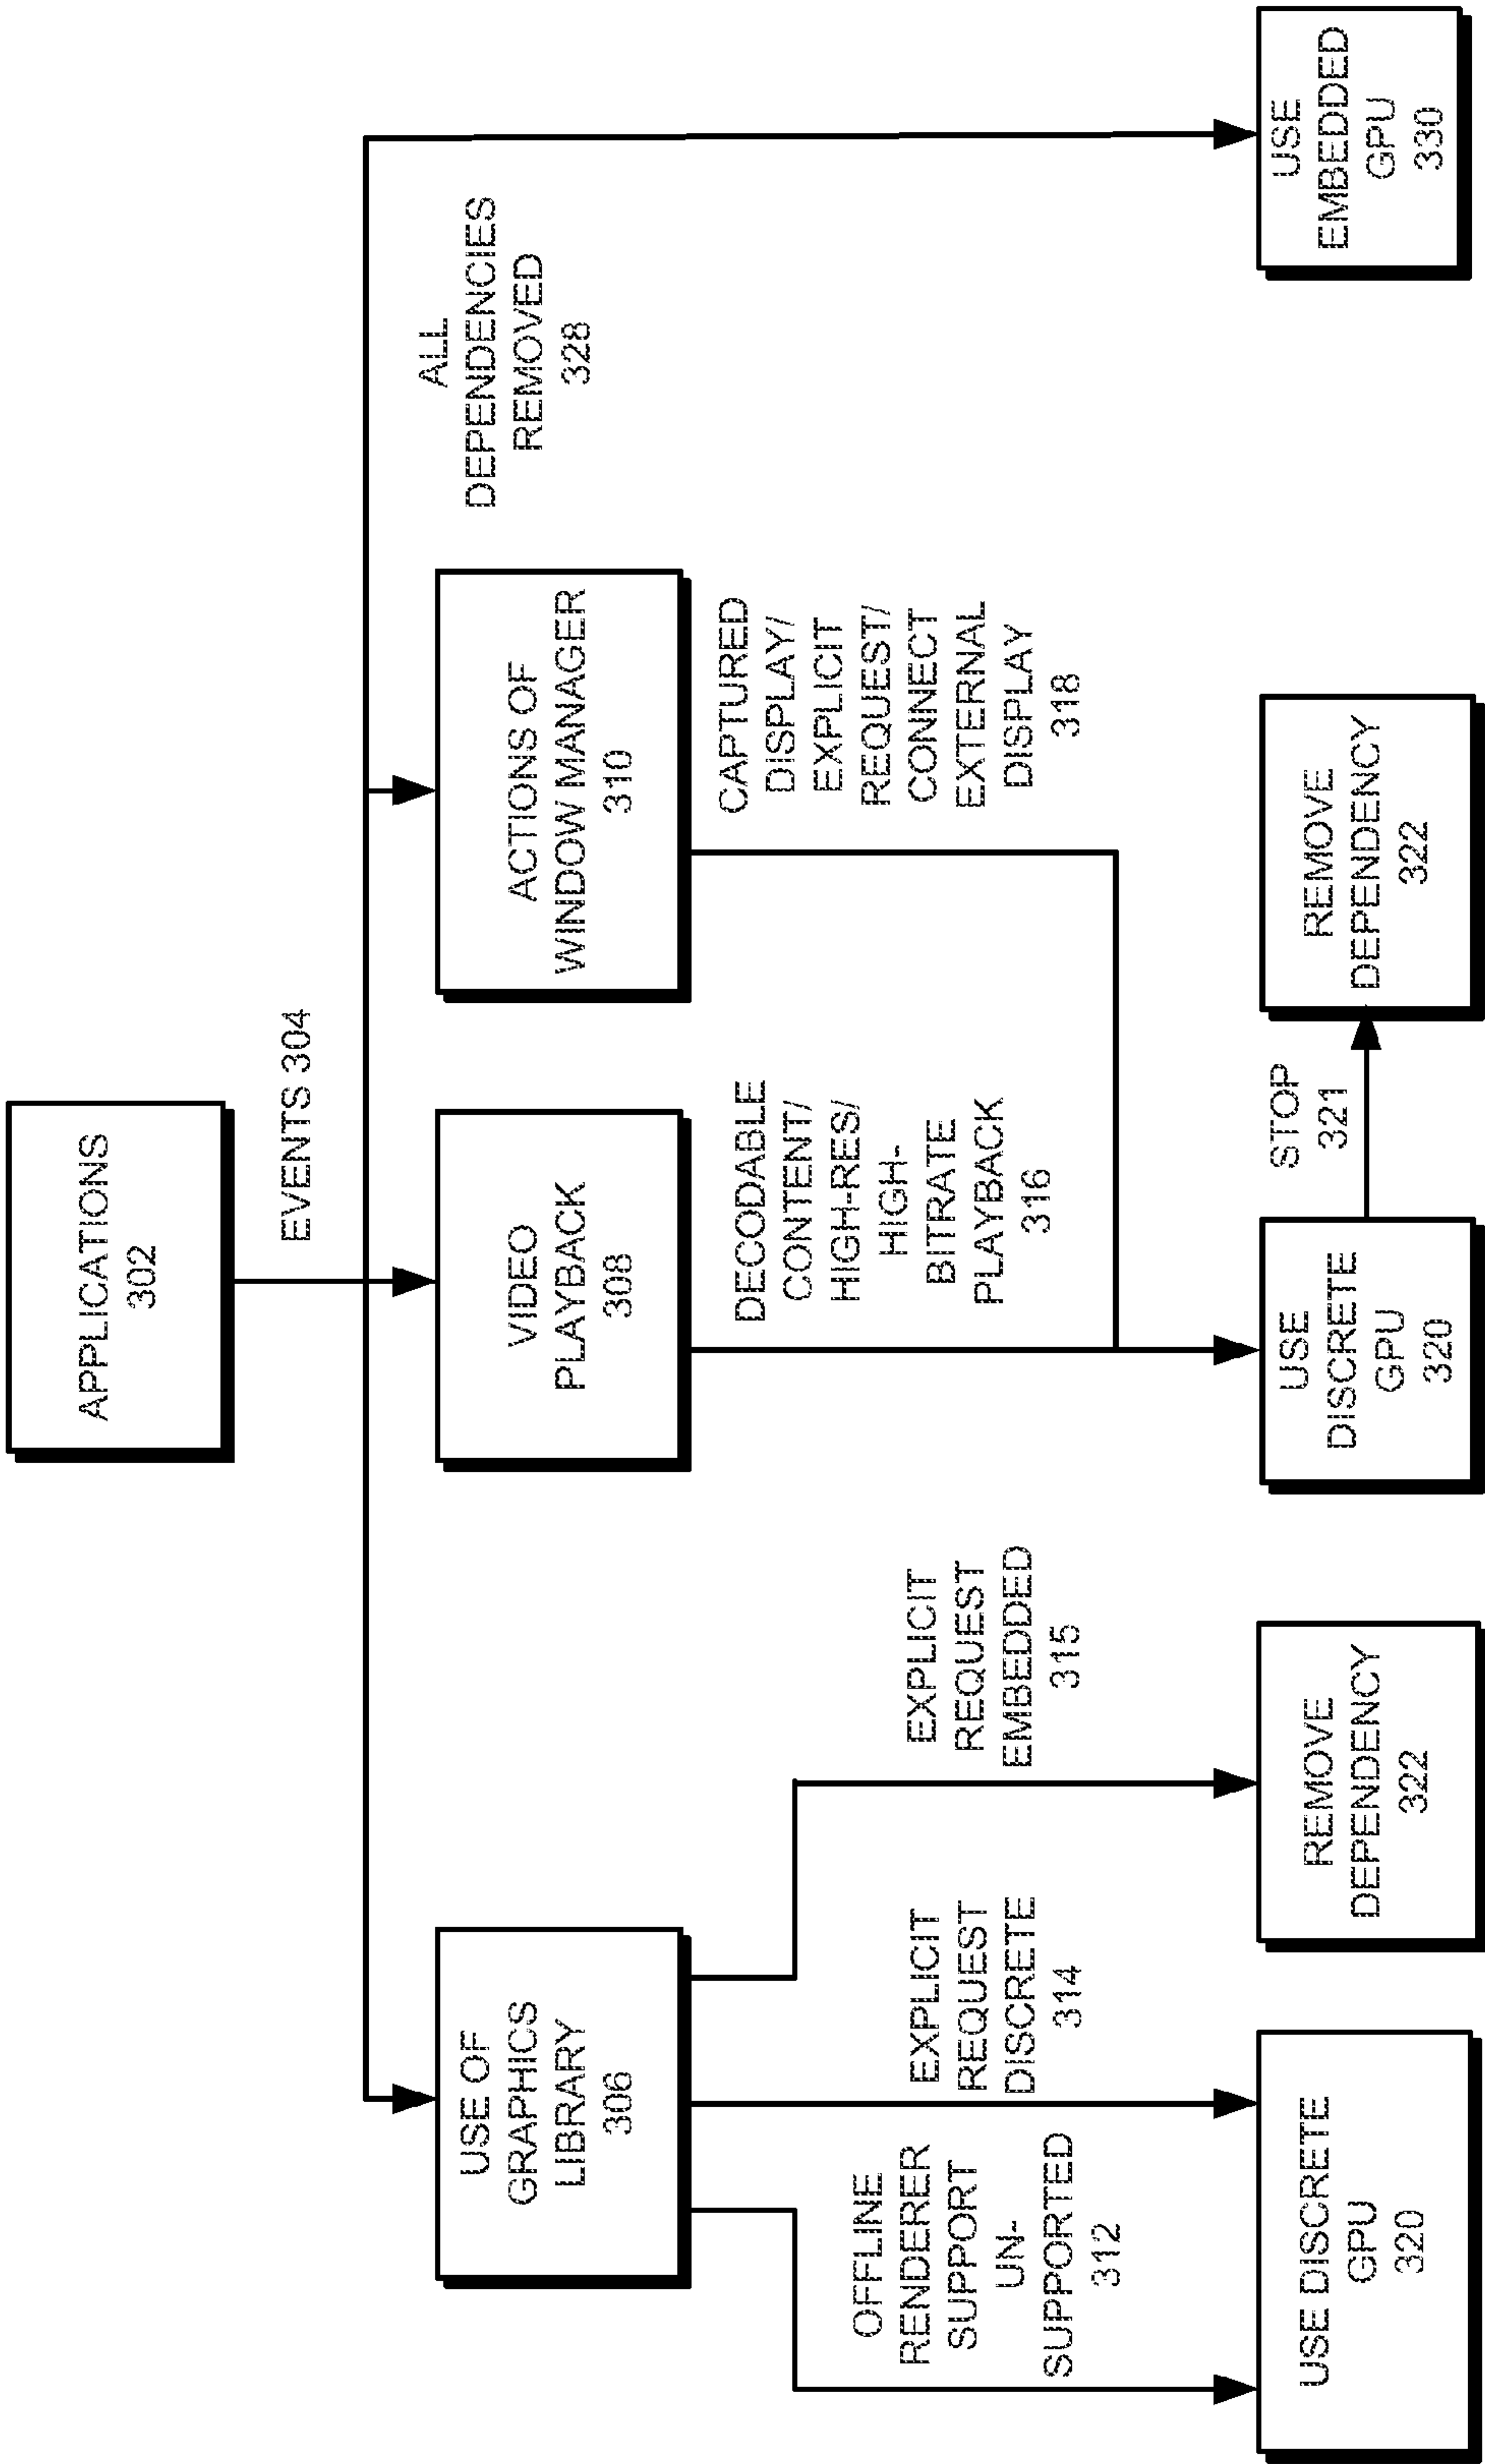 APPLICATIONS
302
EVENTS 304
USE OF
GRAPHICS
LIBRARY
306
VIDEO
PLAYBACK
308
ACTIONS OF
WINDOW MANAGER
310
ALL
DEPENDENCIES
REMOVED
328
OFFLINE
RENDERER
SUPPORT
UN-
SUPPORTED
312
EXPLICIT
REQUEST
DISCRETE
314
EXPLICIT
REQUEST
EMBEDDED
315
DECODABLE
CONTENT/
HIGH-RES/
HIGH-
BITRATE
PLAYBACK
316
CAPTURED
DISPLAY/
EXPLICIT
REQUEST/
CONNECT
EXTERNAL
DISPLAY
318
USE DISCRETE
GPU
320
REMOVE
DEPENDENCY
322
USE
DISCRETE
GPU
320
STOP
321
REMOVE
DEPENDENCY
322
USE
EMBEDDED
GPU
330